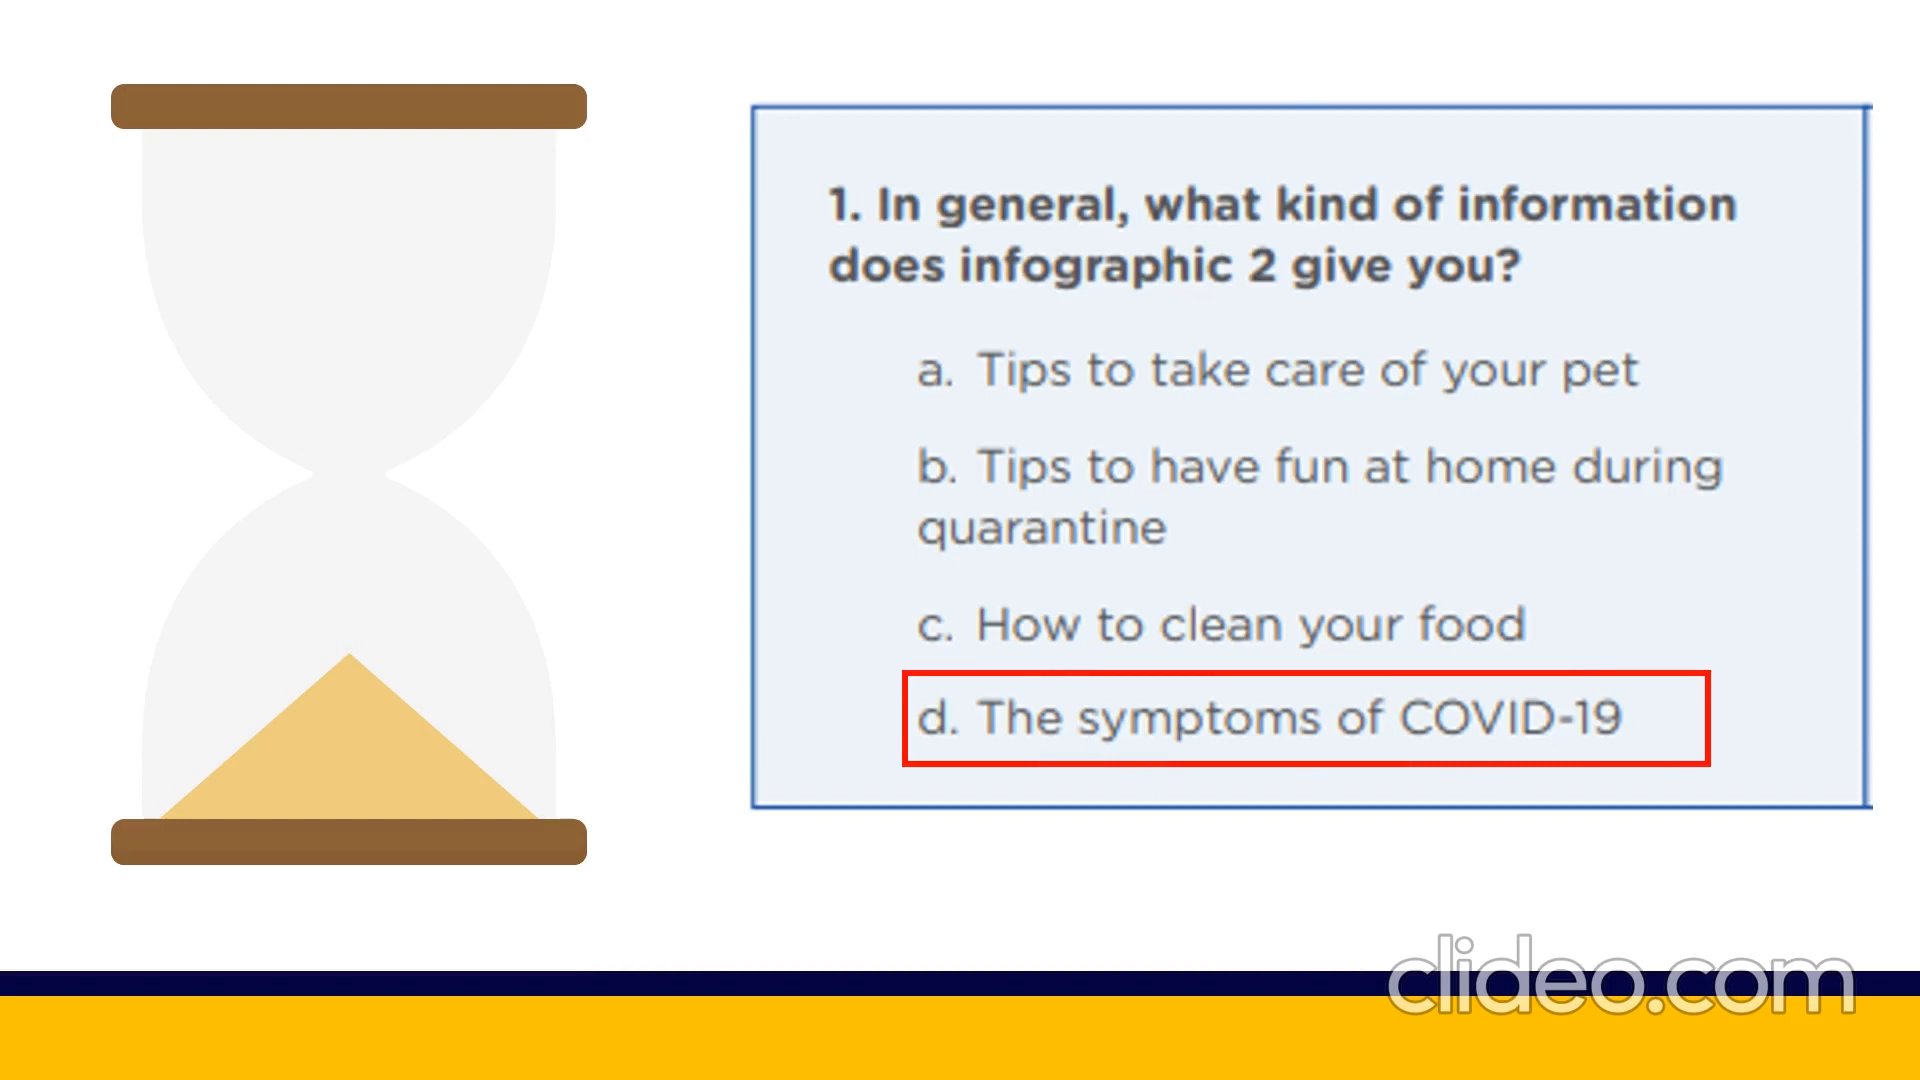 1. In general, what kind of information
does infographic 2 give you?
a. Tips to take care of your pet
b. Tips to have fun at home during
quarantine
c. How to clean your food
d. The symptoms of COVID-19
clideo.com